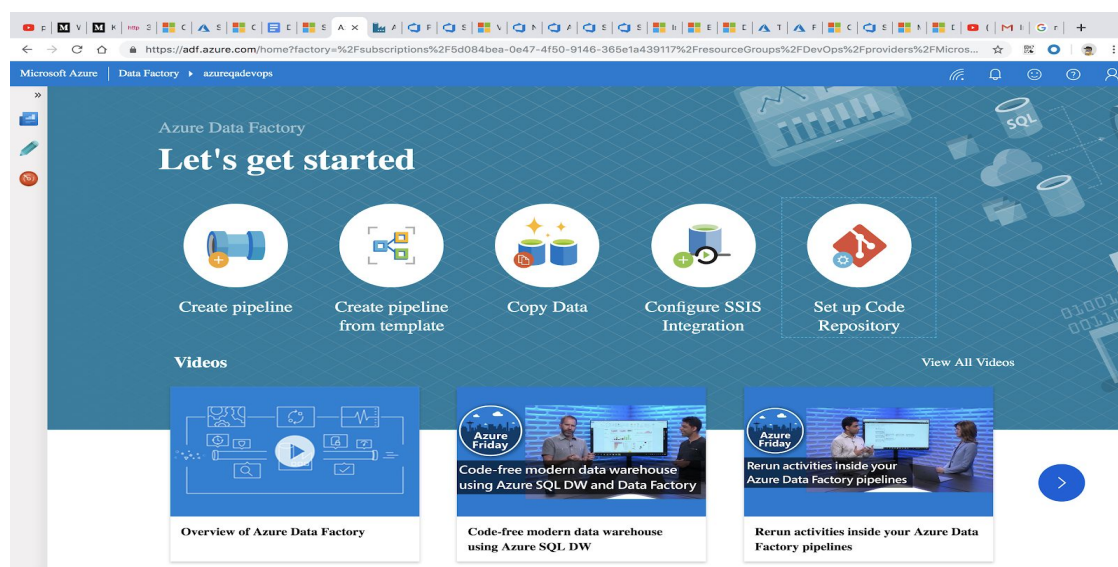 https://adf.azure.com/home?factory=%2Fsubscriptions%2F5d084bea-0e47-4f50-9146-365e1a439117%2FresourceGroups%2FDevOps%2Fproviders%2FMicros...
Microsoft Azure
Data Factory
azureqadevops
Azure Data Factory
Let's get started
SQL
Create pipeline
Create pipeline
from template
Copy Data
Configure SSIS
Integration
Set up Code
Repository
Videos
View All Videos
Azure
Friday
Code-free modern data warehouse
using Azure SQL DW and Data Factory
Azure
Friday
Rerun activities inside your
Azure Data Factory pipelines
Overview of Azure Data Factory
Code-free modern data warehouse
using Azure SQL DW
Rerun activities inside your Azure Data
Factory pipelines